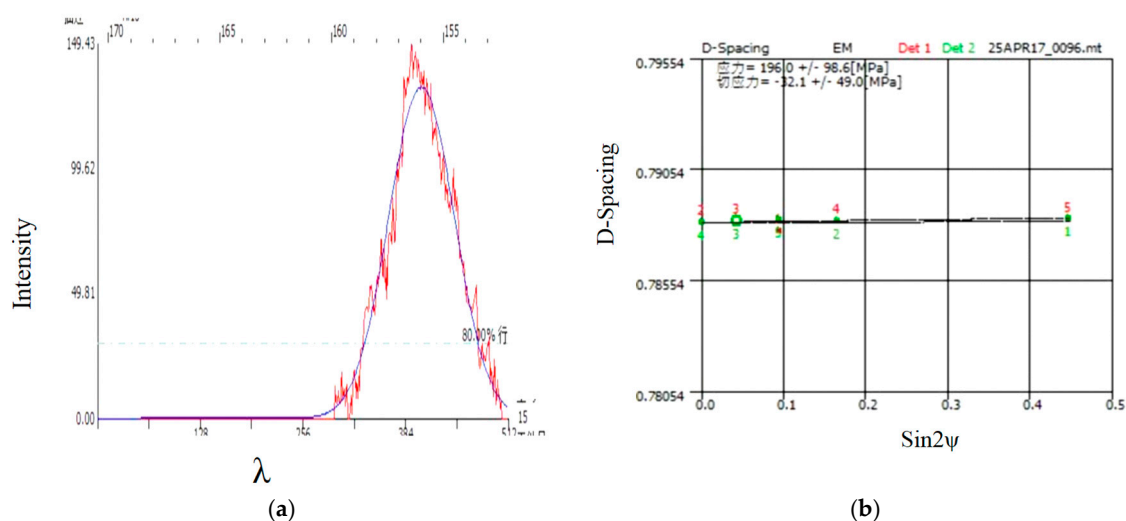 170 165 160 155
149.43
99.62
49.81
0.00
80.00% 行
15
128 256 384 512
Intensity
λ
(a)
D-Spacing EM Det 1 Det 2 25APR17_0096.mt
应力= 196.0 +/- 98.6[MPa]
切应力= -32.1 +/- 49.0[MPa]
0.79554
0.79054
0.78554
0.78054
2 3 4 5
4 3 2 1
0.0 0.1 0.2 0.3 0.4 0.5
D-Spacing
Sin2ψ
(b)